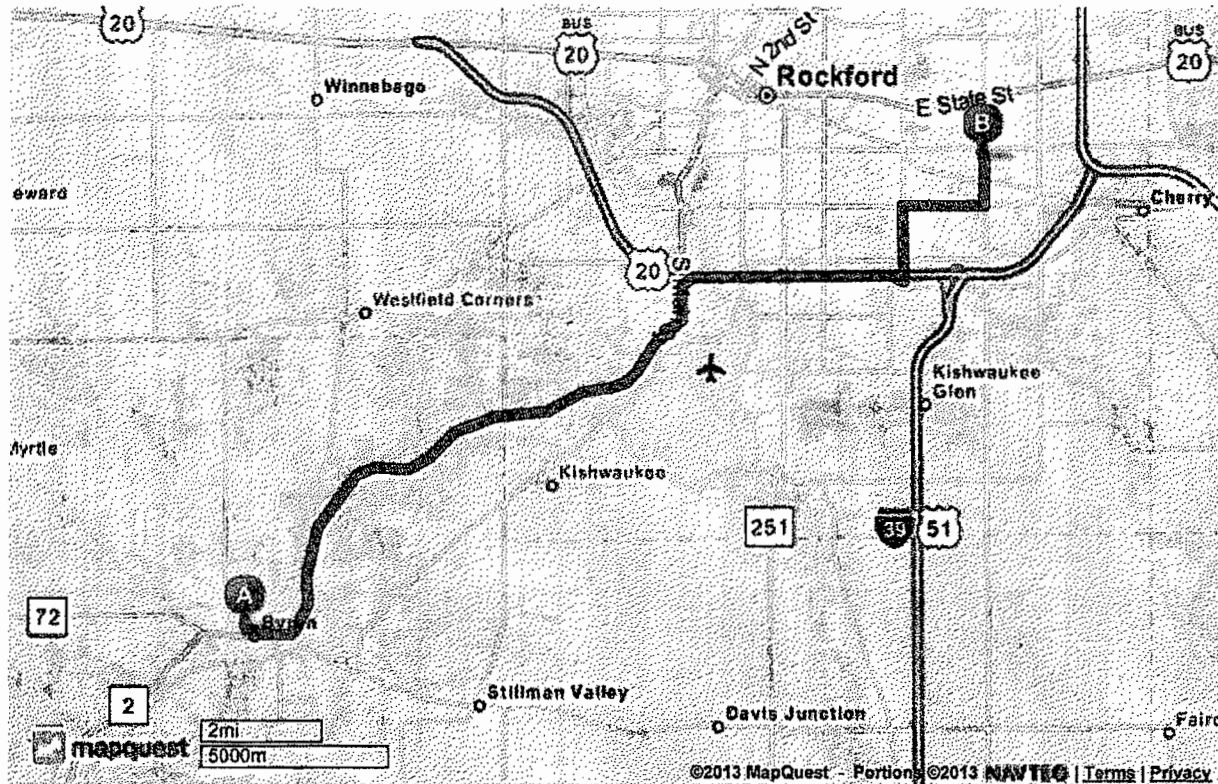 20
BUS
20
N 2nd St
Rockford
BUS
20
Winnebago
E State St
B
eward
Cherry
20
S Main
Westfield Corners
Kishwaukee
Glen
Myrtle
Kishwaukee
251
39
51
A
Byron
72
2
Stillman Valley
Davis Junction
Faird
mapquest
2mi
5000m
©2013 MapQuest - Portions ©2013 NAVTEQ | Terms | Privacy